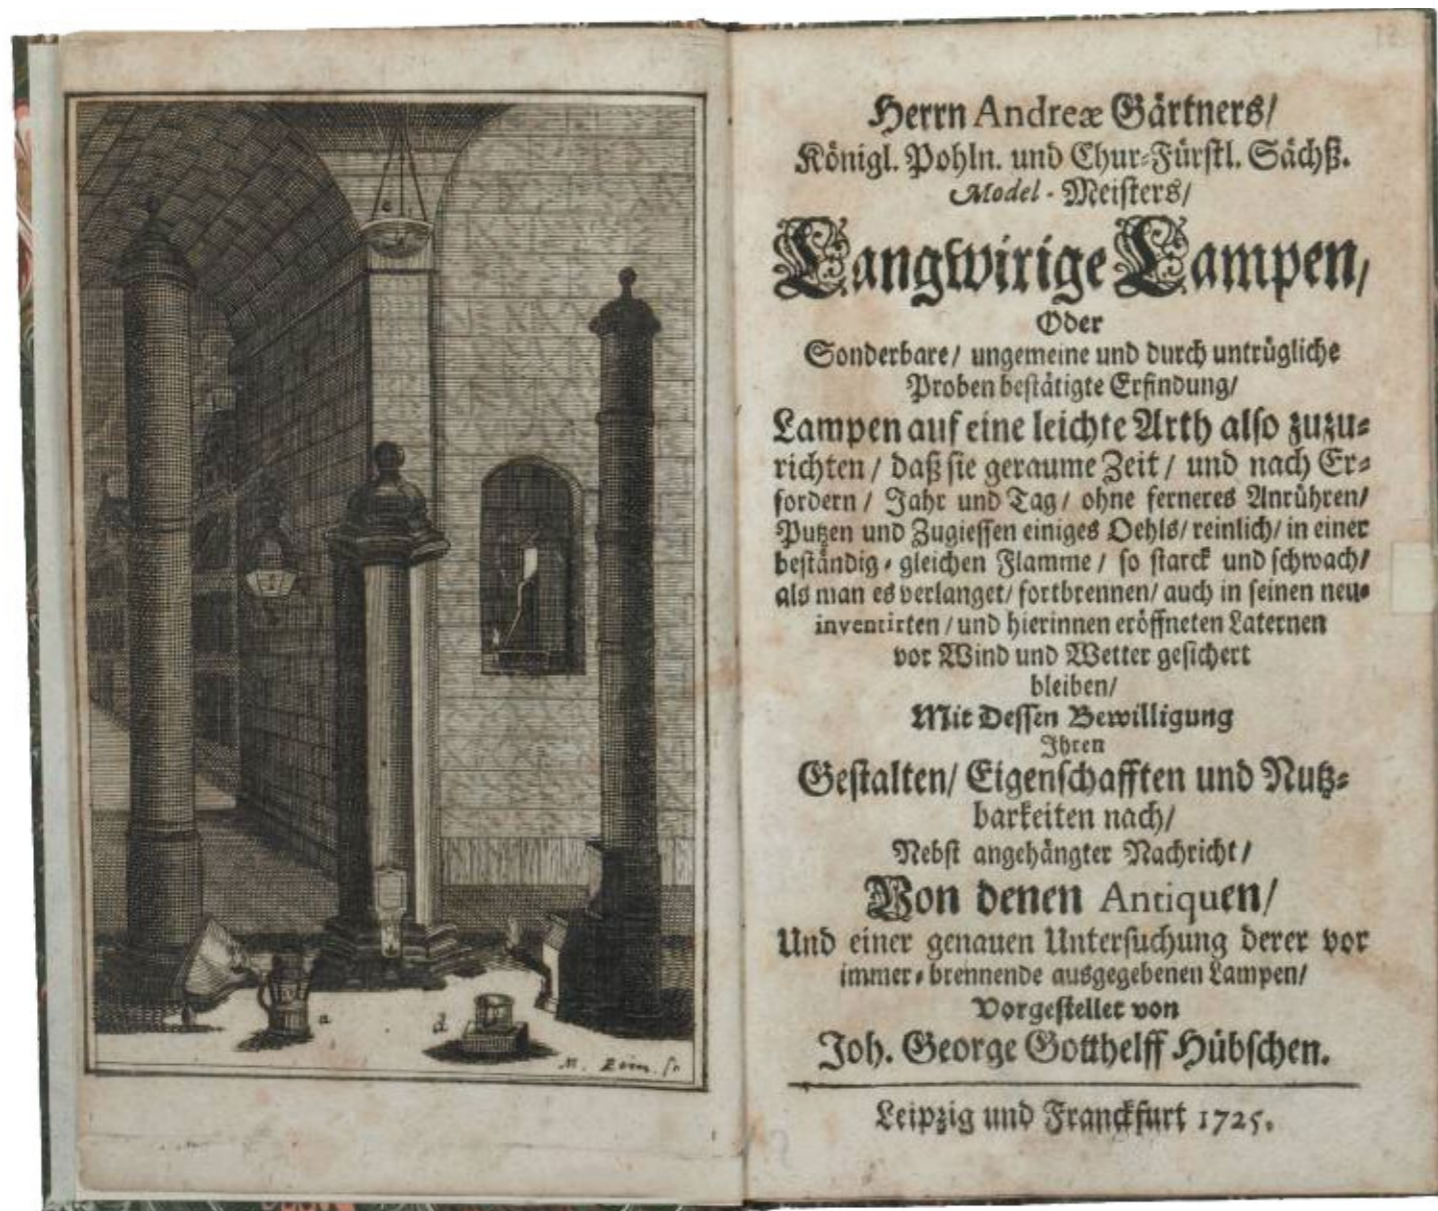 c
a
d
M. Bein. sc
Herrn Andreæ Gärtners/
Königl. Pohln. und Chur-Fürstl. Sächß.
Model-Meisters/
Langwirige Lampen,
Oder
Sonderbare/ ungemeine und durch untrügliche
Proben bestätigte Erfindung/
Lampen auf eine leichte Arth also zuzu-
richten/ daß sie geraume Zeit/ und nach Er-
fordern/ Jahr und Tag/ ohne ferneres Anrühren/
Putzen und Zugiessen einiges Oehls/ reinlich/ in einer
beständig-gleichen Flamme/ so starck und schwach/
als man es verlanget/ fortbrennen/ auch in seinen neu-
inventirten/ und hierinnen eröffneten Laternen
vor Wind und Wetter gesichert
bleiben/
Mit Dessen Bewilligung
Ihren
Gestalten/ Eigenschafften und Nutz-
barkeiten nach/
Nebst angehängter Nachricht/
Von denen Antiquen/
Und einer genauen Untersuchung derer vor
immer-brennende ausgegebenen Lampen/
Vorgestellet von
Joh. George Gotthelff Hübschen.
Leipzig und Franckfurt 1725.